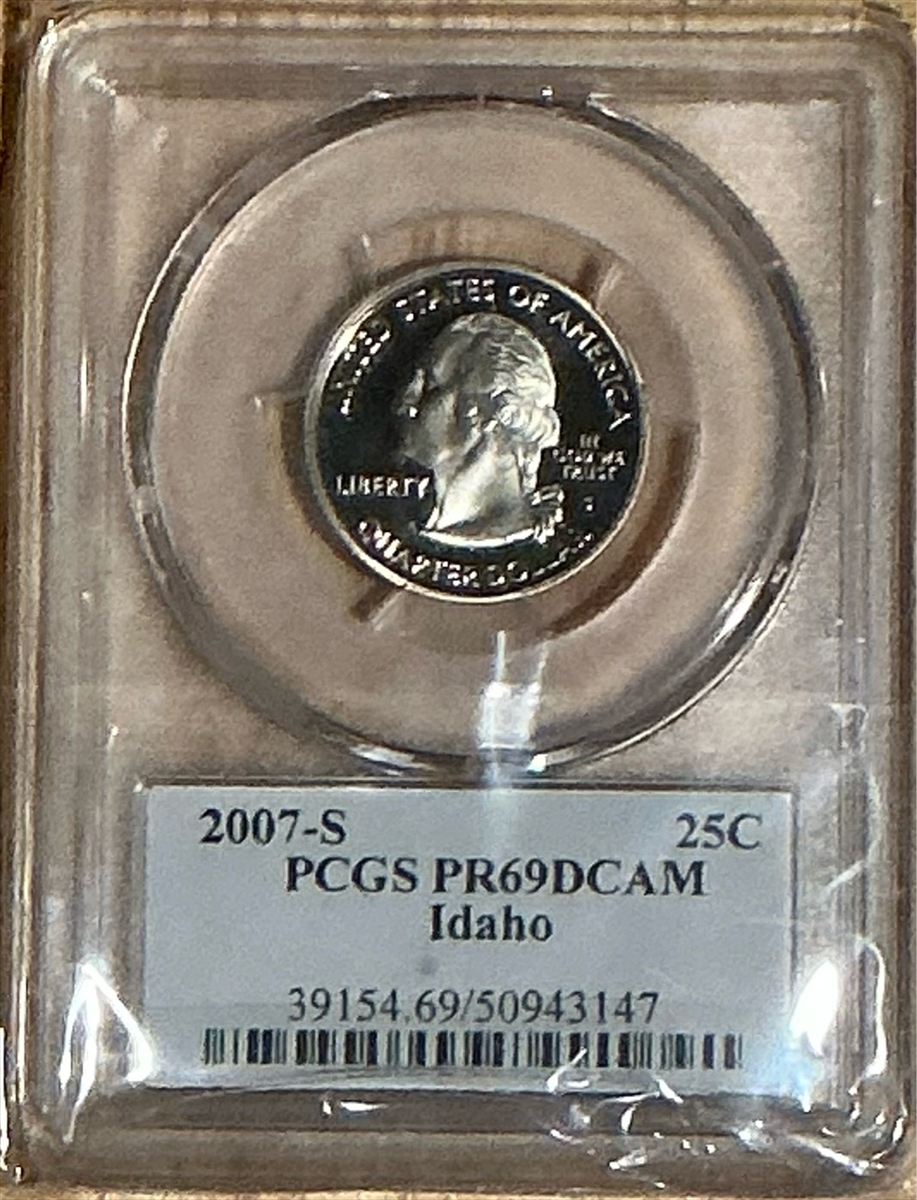 UNITED STATES OF AMERICA
LIBERTY
IN
GOD WE
TRUST
S
QUARTER DOLLAR
2007-S 25C
PCGS PR69DCAM
Idaho
39154.69/50943147